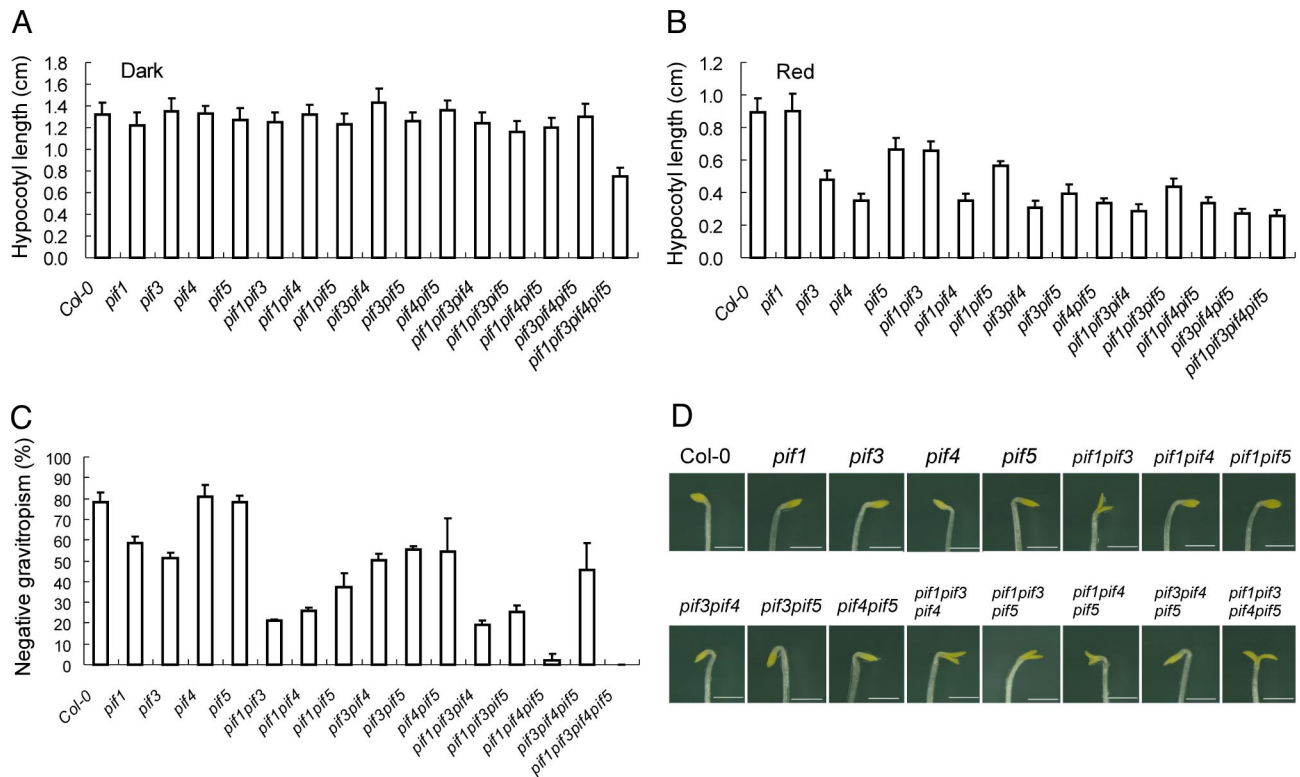 A
Hypocotyl length (cm)
1.8
1.6
1.4
1.2
1.0
0.8
0.6
0.4
0.2
0.0
Dark
Col-0
pif1
pif3
pif4
pif5
pif1pif3
pif1pif4
pif1pif5
pif3pif4
pif3pif5
pif4pif5
pif1pif3pif4
pif1pif3pif5
pif1pif4pif5
pif3pif4pif5
pif1pif3pif4pif5
B
Hypocotyl length (cm)
1.2
1.0
0.8
0.6
0.4
0.2
0.0
Red
Col-0
pif1
pif3
pif4
pif5
pif1pif3
pif1pif4
pif1pif5
pif3pif4
pif3pif5
pif4pif5
pif1pif3pif4
pif1pif3pif5
pif1pif4pif5
pif3pif4pif5
pif1pif3pif4pif5
C
Negative gravitropism (%)
100
90
80
70
60
50
40
30
20
10
0
Col-0
pif1
pif3
pif4
pif5
pif1pif3
pif1pif4
pif1pif5
pif3pif4
pif3pif5
pif4pif5
pif1pif3pif4
pif1pif3pif5
pif1pif4pif5
pif3pif4pif5
pif1pif3pif4pif5
D
Col-0 pif1 pif3 pif4 pif5 pif1pif3 pif1pif4 pif1pif5
pif3pif4 pif3pif5 pif4pif5
pif1pif3
pif4
pif1pif3
pif5
pif1pif4
pif5
pif3pif4
pif5
pif1pif3
pif4pif5